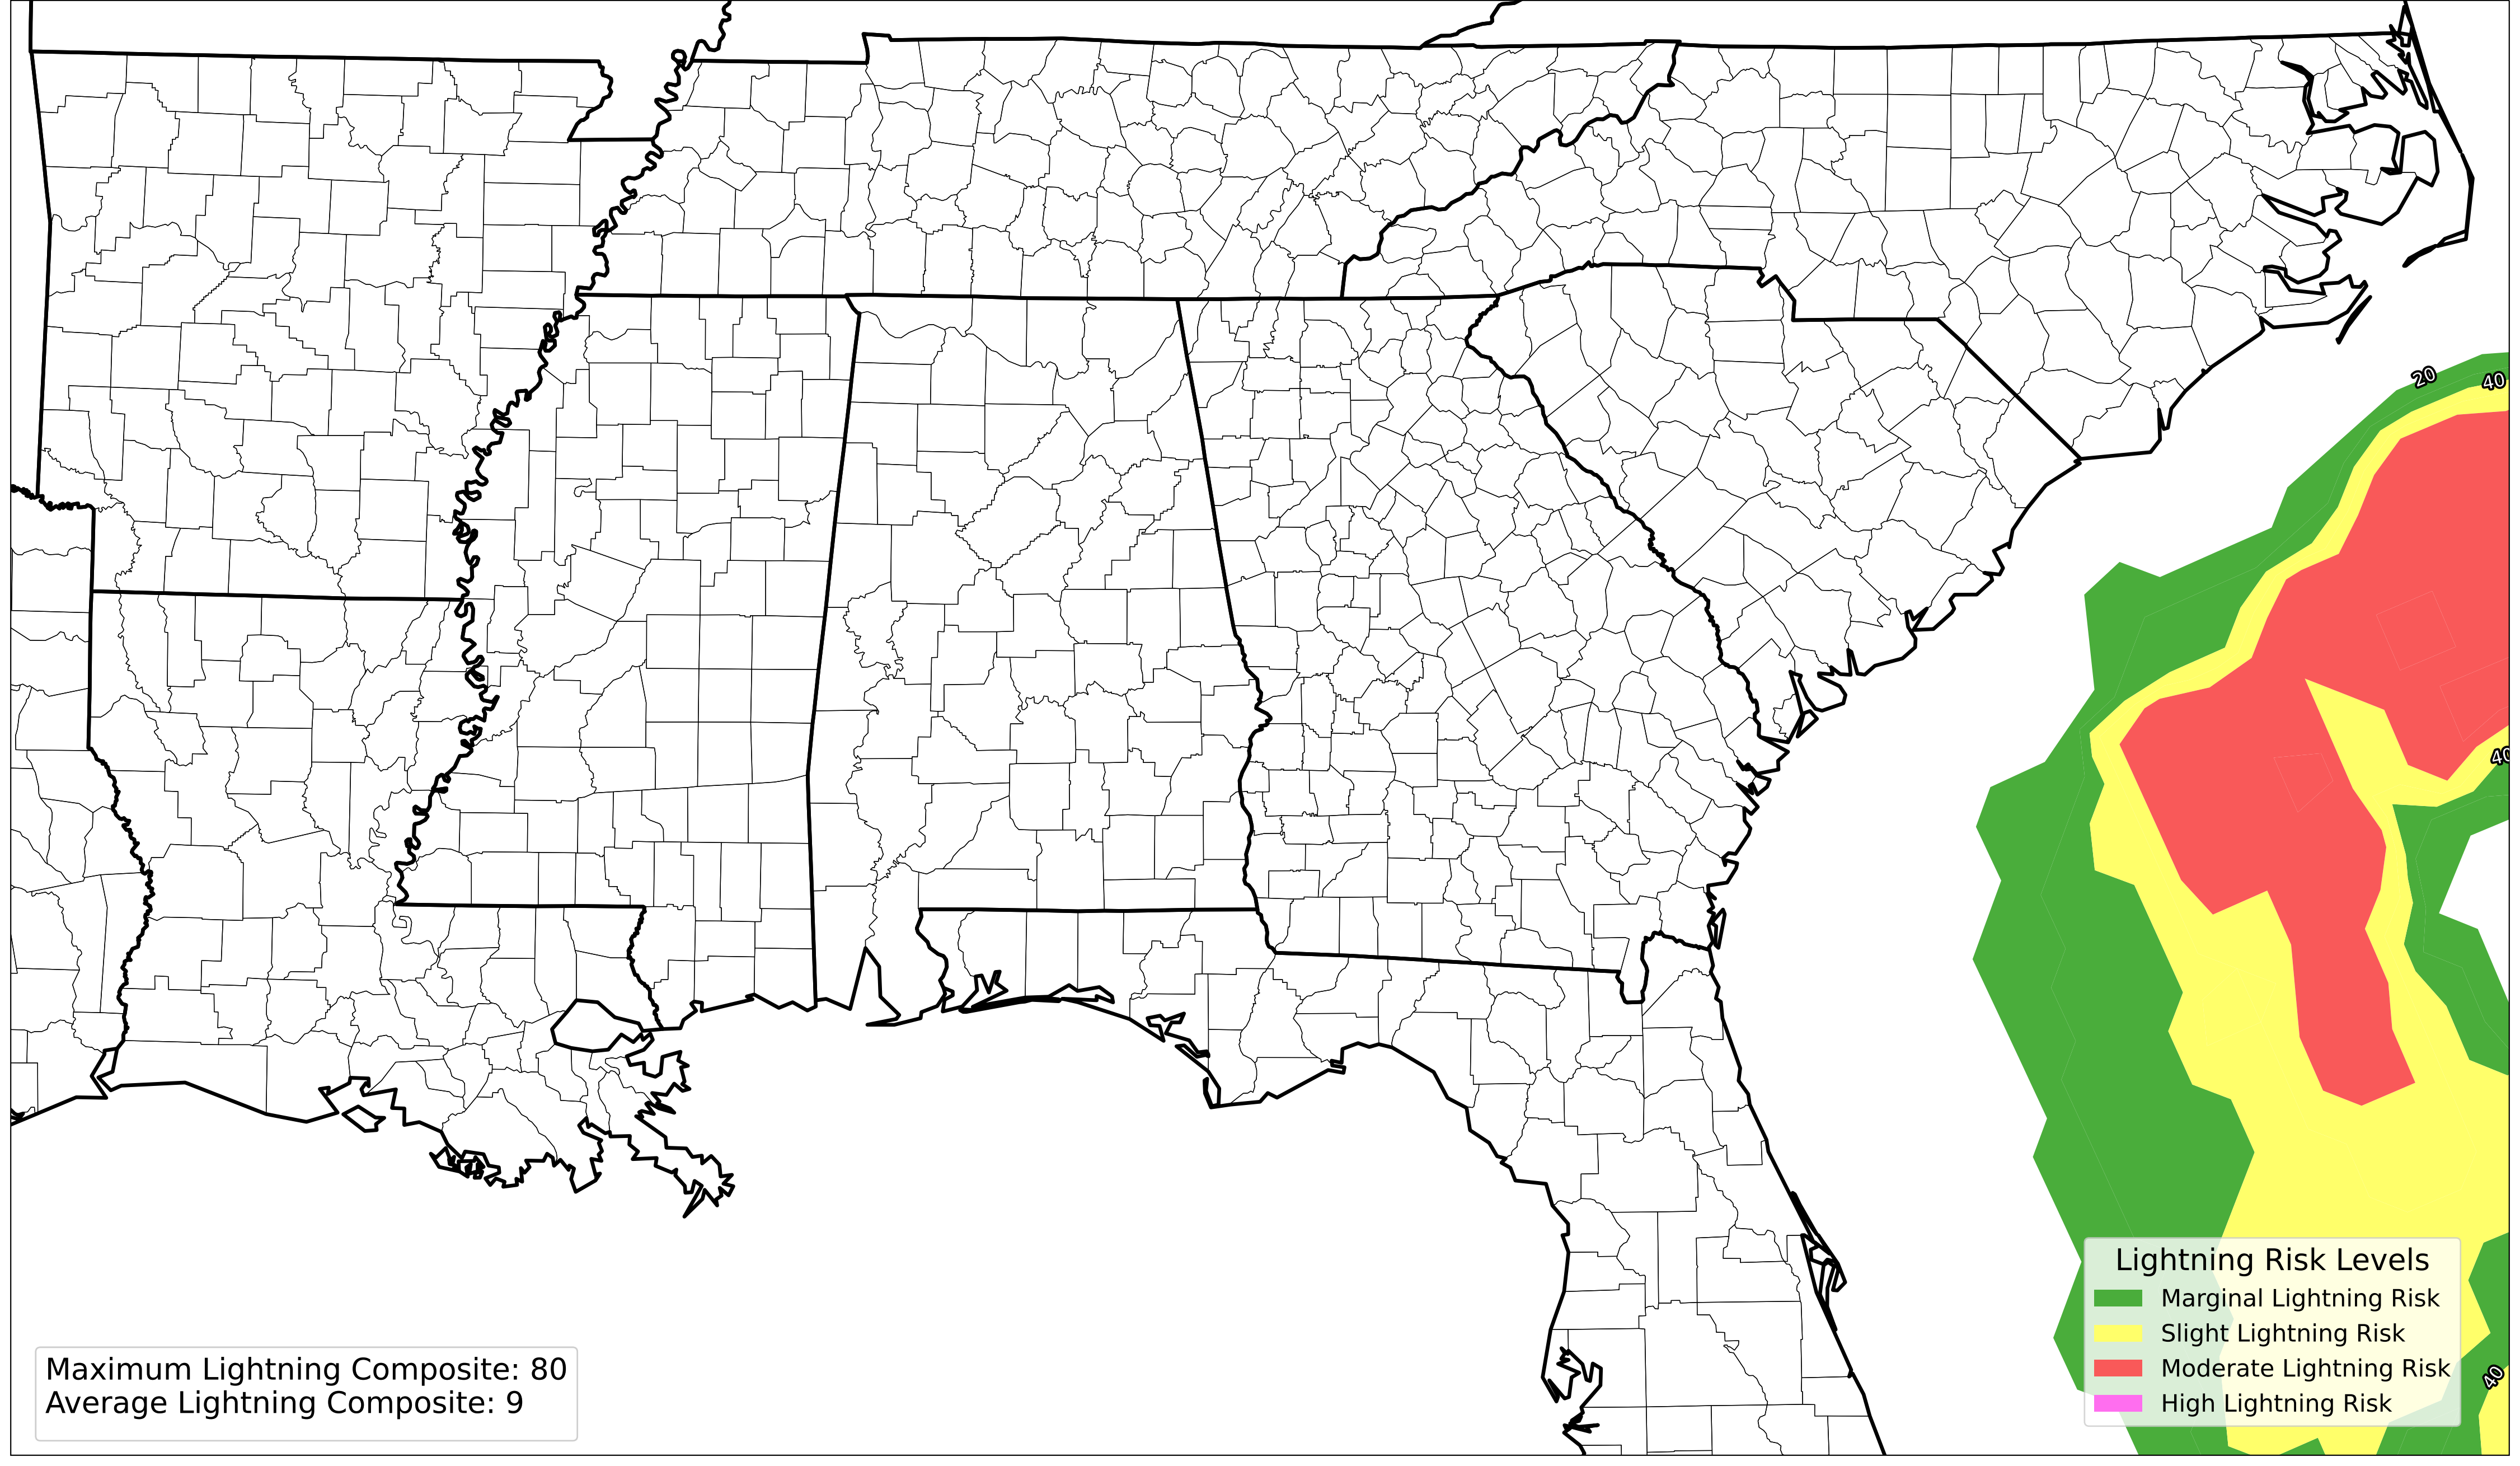 20
40
40
Lightning Risk Levels
Marginal Lightning Risk
Slight Lightning Risk
Moderate Lightning Risk
High Lightning Risk
40
Maximum Lightning Composite: 80
Average Lightning Composite: 9